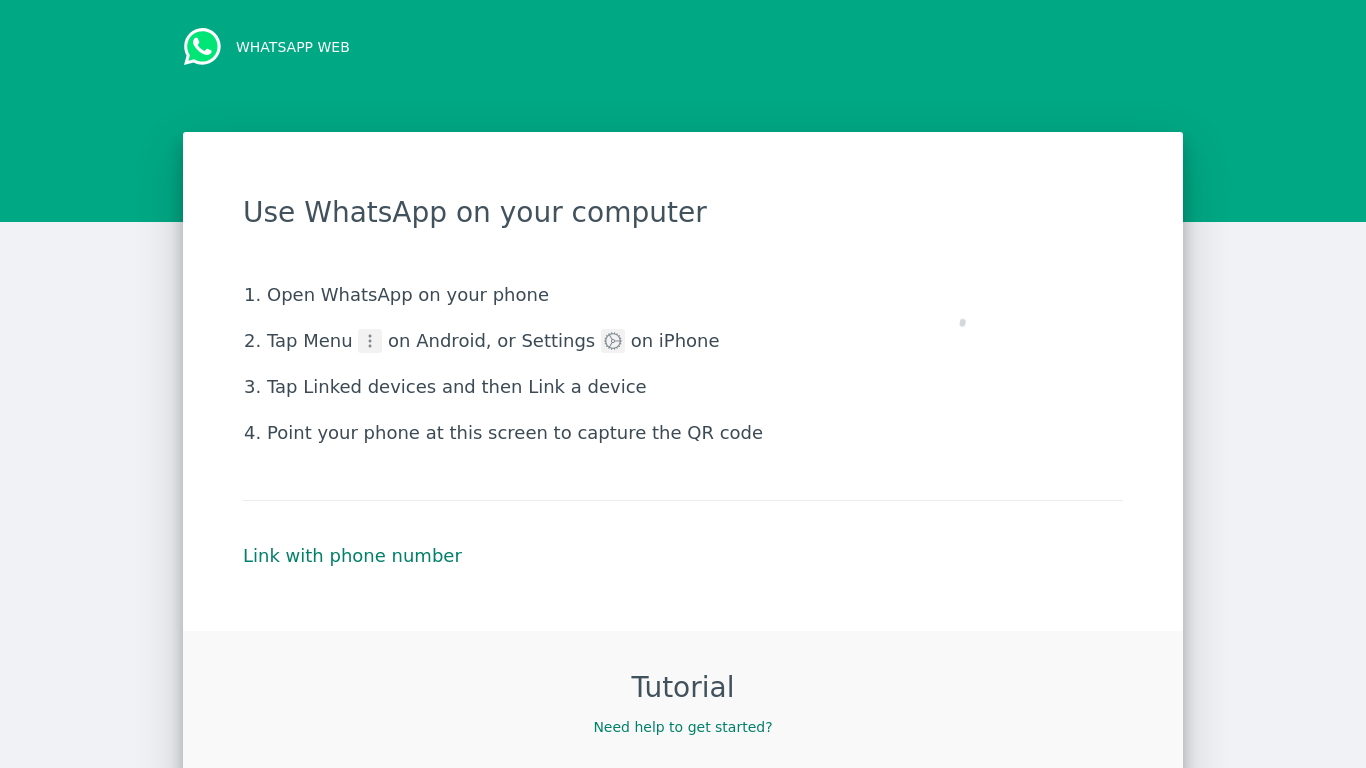 WHATSAPP WEB
Use WhatsApp on your computer
1. Open WhatsApp on your phone
2. Tap Menu on Android, or Settings on iPhone
3. Tap Linked devices and then Link a device
4. Point your phone at this screen to capture the QR code
Link with phone number
Tutorial
Need help to get started?